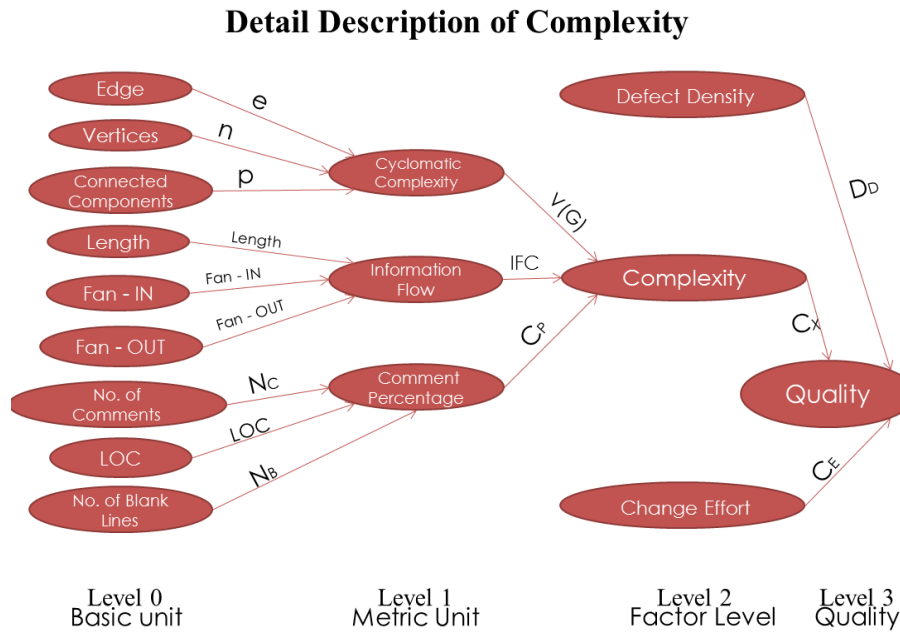 Detail Description of Complexity
Edge
e
Defect Density
Vertices
n
Cyclomatic
Complexity
Connected
Components
p
V(G)
DD
Length
Length
Information
Flow
IFC
Complexity
Fan - IN
Fan - IN
Fan - OUT
Fan - OUT
CP
CX
No. of
Comments
NC
Comment
Percentage
Quality
LOC
LOC
No. of Blank
Lines
NB
Change Effort
CE
Level 0
Basic unit
Level 1
Metric Unit
Level 2
Factor Level
Level 3
Quality